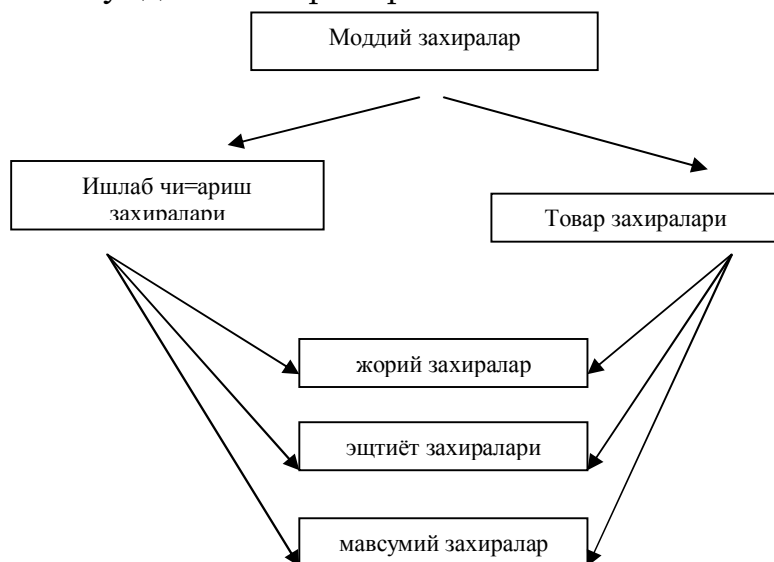 Моддий захиралар
Ишлаб чи=ариш
захиралари
Товар захиралари
жорий захиралар
эщтиёт захиралари
мавсумий захиралар